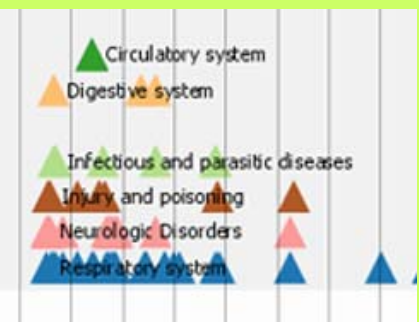 Circulatory system
Digestive system
Infectious and parasitic diseases
Injury and poisoning
Neurologic Disorders
Respiratory system